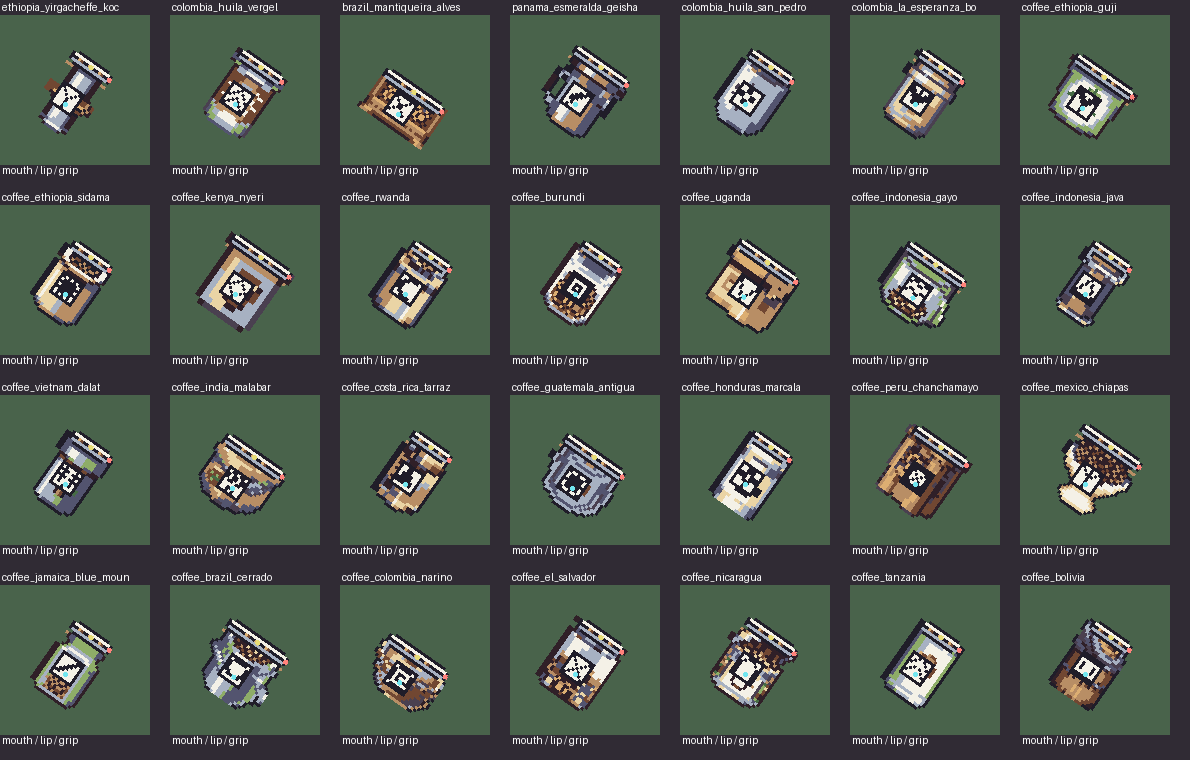 ethiopia_yirgacheffe_koc colombia_huila_vergel brazil_mantiqueira_alves panama_esmeralda_geisha colombia_huila_san_pedro colombia_la_esperanza_bo coffee_ethiopia_guji
mouth / lip / grip mouth / lip / grip mouth / lip / grip mouth / lip / grip mouth / lip / grip mouth / lip / grip mouth / lip / grip
coffee_ethiopia_sidama coffee_kenya_nyeri coffee_rwanda coffee_burundi coffee_uganda coffee_indonesia_gayo coffee_indonesia_java
mouth / lip / grip mouth / lip / grip mouth / lip / grip mouth / lip / grip mouth / lip / grip mouth / lip / grip mouth / lip / grip
coffee_vietnam_dalat coffee_india_malabar coffee_costa_rica_tarraz coffee_guatemala_antigua coffee_honduras_marcala coffee_peru_chanchamayo coffee_mexico_chiapas
mouth / lip / grip mouth / lip / grip mouth / lip / grip mouth / lip / grip mouth / lip / grip mouth / lip / grip mouth / lip / grip
coffee_jamaica_blue_moun coffee_brazil_cerrado coffee_colombia_narino coffee_el_salvador coffee_nicaragua coffee_tanzania coffee_bolivia
mouth / lip / grip mouth / lip / grip mouth / lip / grip mouth / lip / grip mouth / lip / grip mouth / lip / grip mouth / lip / grip